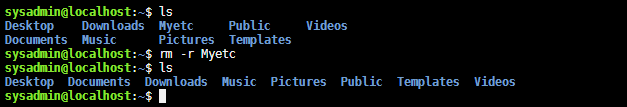 sysadmin@localhost:~$ ls
Desktop    Downloads  Myetc     Public     Videos
Documents  Music      Pictures  Templates
sysadmin@localhost:~$ rm -r Myetc
sysadmin@localhost:~$ ls
Desktop  Documents  Downloads  Music  Pictures  Public  Templates  Videos
sysadmin@localhost:~$